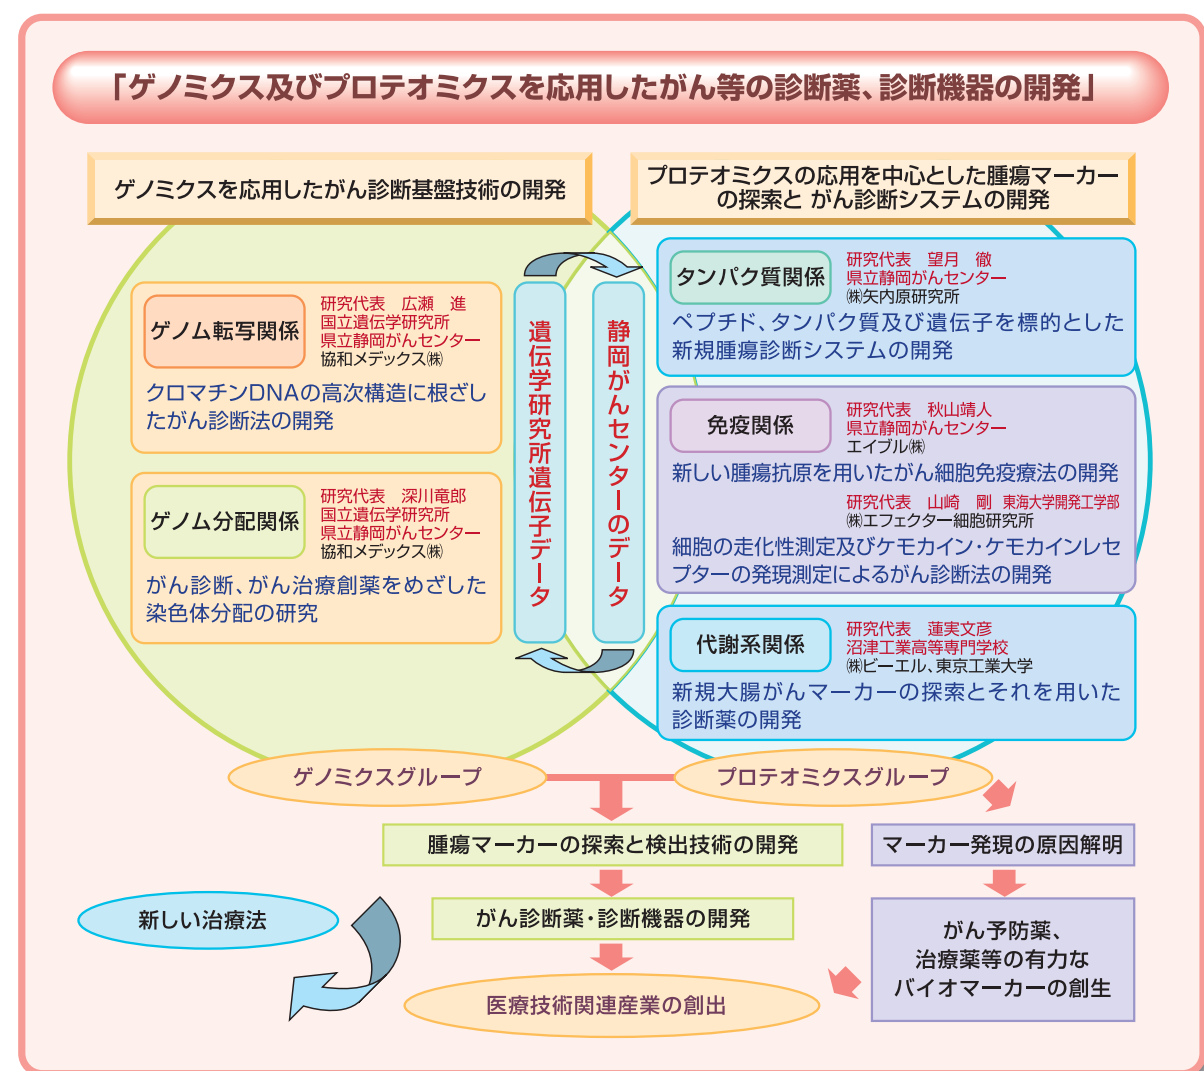 「ゲノミクス及びプロテオミクスを応用したがん等の診断薬、診断機器の開発」
ゲノミクスを応用したがん診断基盤技術の開発
ゲノム転写関係
研究代表　広瀬　進
国立遺伝学研究所
県立静岡がんセンター
協和メデックス㈱
クロマチンDNAの高次構造に根ざし
たがん診断法の開発
ゲノム分配関係
研究代表　深川竜郎
国立遺伝学研究所
県立静岡がんセンター
協和メデックス㈱
がん診断、がん治療創薬をめざした
染色体分配の研究
遺伝学研究所遺伝子データ
静岡がんセンターのデータ
プロテオミクスの応用を中心とした腫瘍マーカー
の探索と がん診断システムの開発
タンパク質関係
研究代表　望月　徹
県立静岡がんセンター
㈱矢内原研究所
ペプチド、タンパク質及び遺伝子を標的とした
新規腫瘍診断システムの開発
免疫関係
研究代表　秋山靖人
県立静岡がんセンター
エイブル㈱
新しい腫瘍抗原を用いたがん細胞免疫療法の開発
研究代表　山崎　剛　東海大学開発工学部
㈱エフェクター細胞研究所
細胞の走化性測定及びケモカイン・ケモカインレセ
プターの発現測定によるがん診断法の開発
代謝系関係
研究代表　蓮実文彦
沼津工業高等専門学校
㈱ビーエル、東京工業大学
新規大腸がんマーカーの探索とそれを用いた
診断薬の開発
ゲノミクスグループ
プロテオミクスグループ
腫瘍マーカーの探索と検出技術の開発
マーカー発現の原因解明
新しい治療法
がん診断薬・診断機器の開発
がん予防薬、
治療薬等の有力な
バイオマーカーの創生
医療技術関連産業の創出